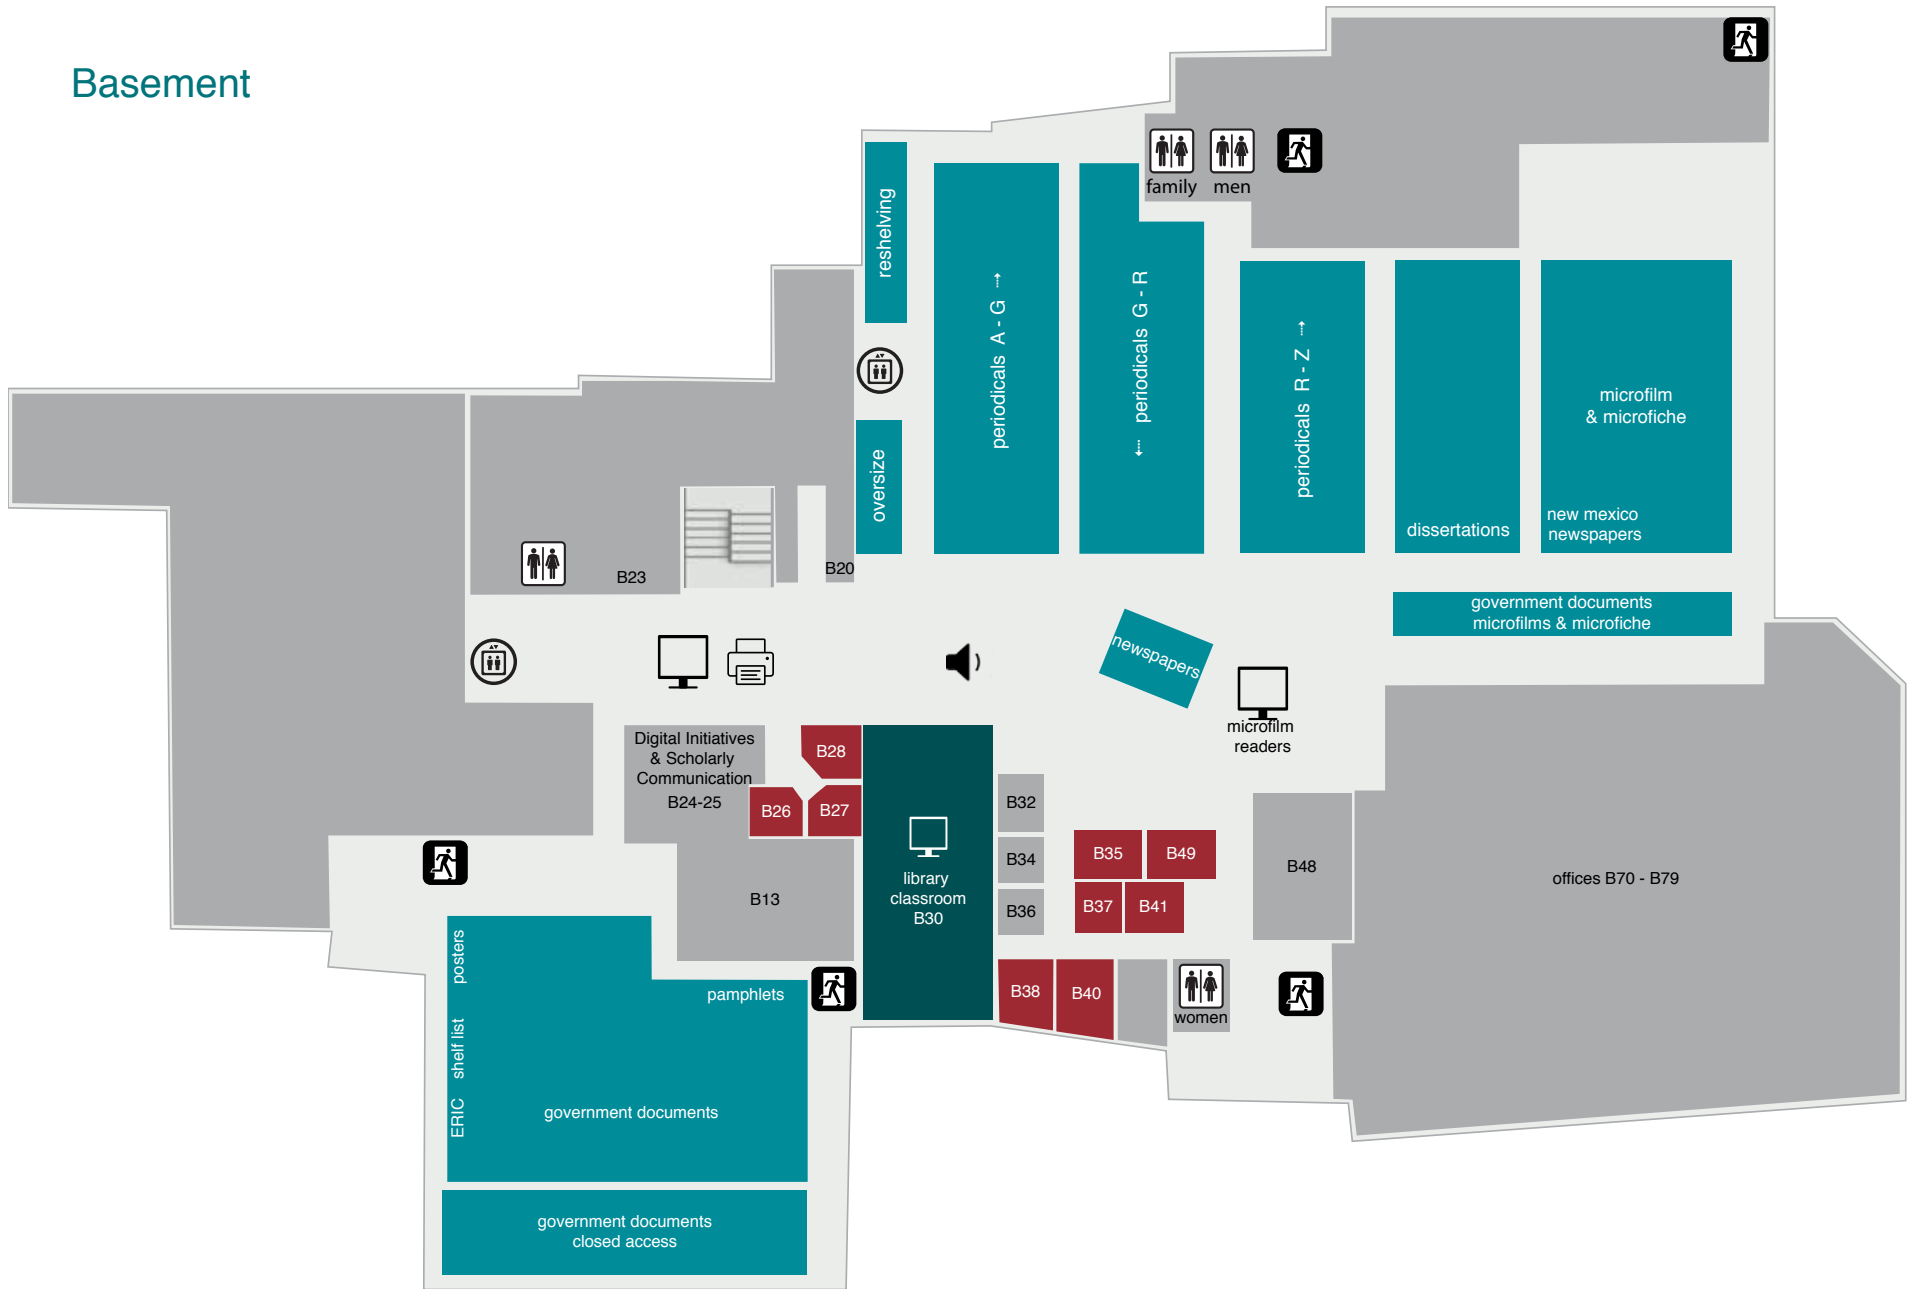 Basement
family
men
reshelving
periodicals A - G →
← periodicals G - R
periodicals R - Z →
microfilm
& microfiche
new mexico
newspapers
dissertations
oversize
B23
B20
government documents
microfilms & microfiche
newspapers
microfilm
readers
Digital Initiatives
& Scholarly
Communication
B24-25
B28
B26
B27
B13
library
classroom
B30
B32
B34
B36
B35
B49
B37
B41
B48
offices B70 - B79
B38
B40
women
posters
shelf list
ERIC
pamphlets
government documents
government documents
closed access